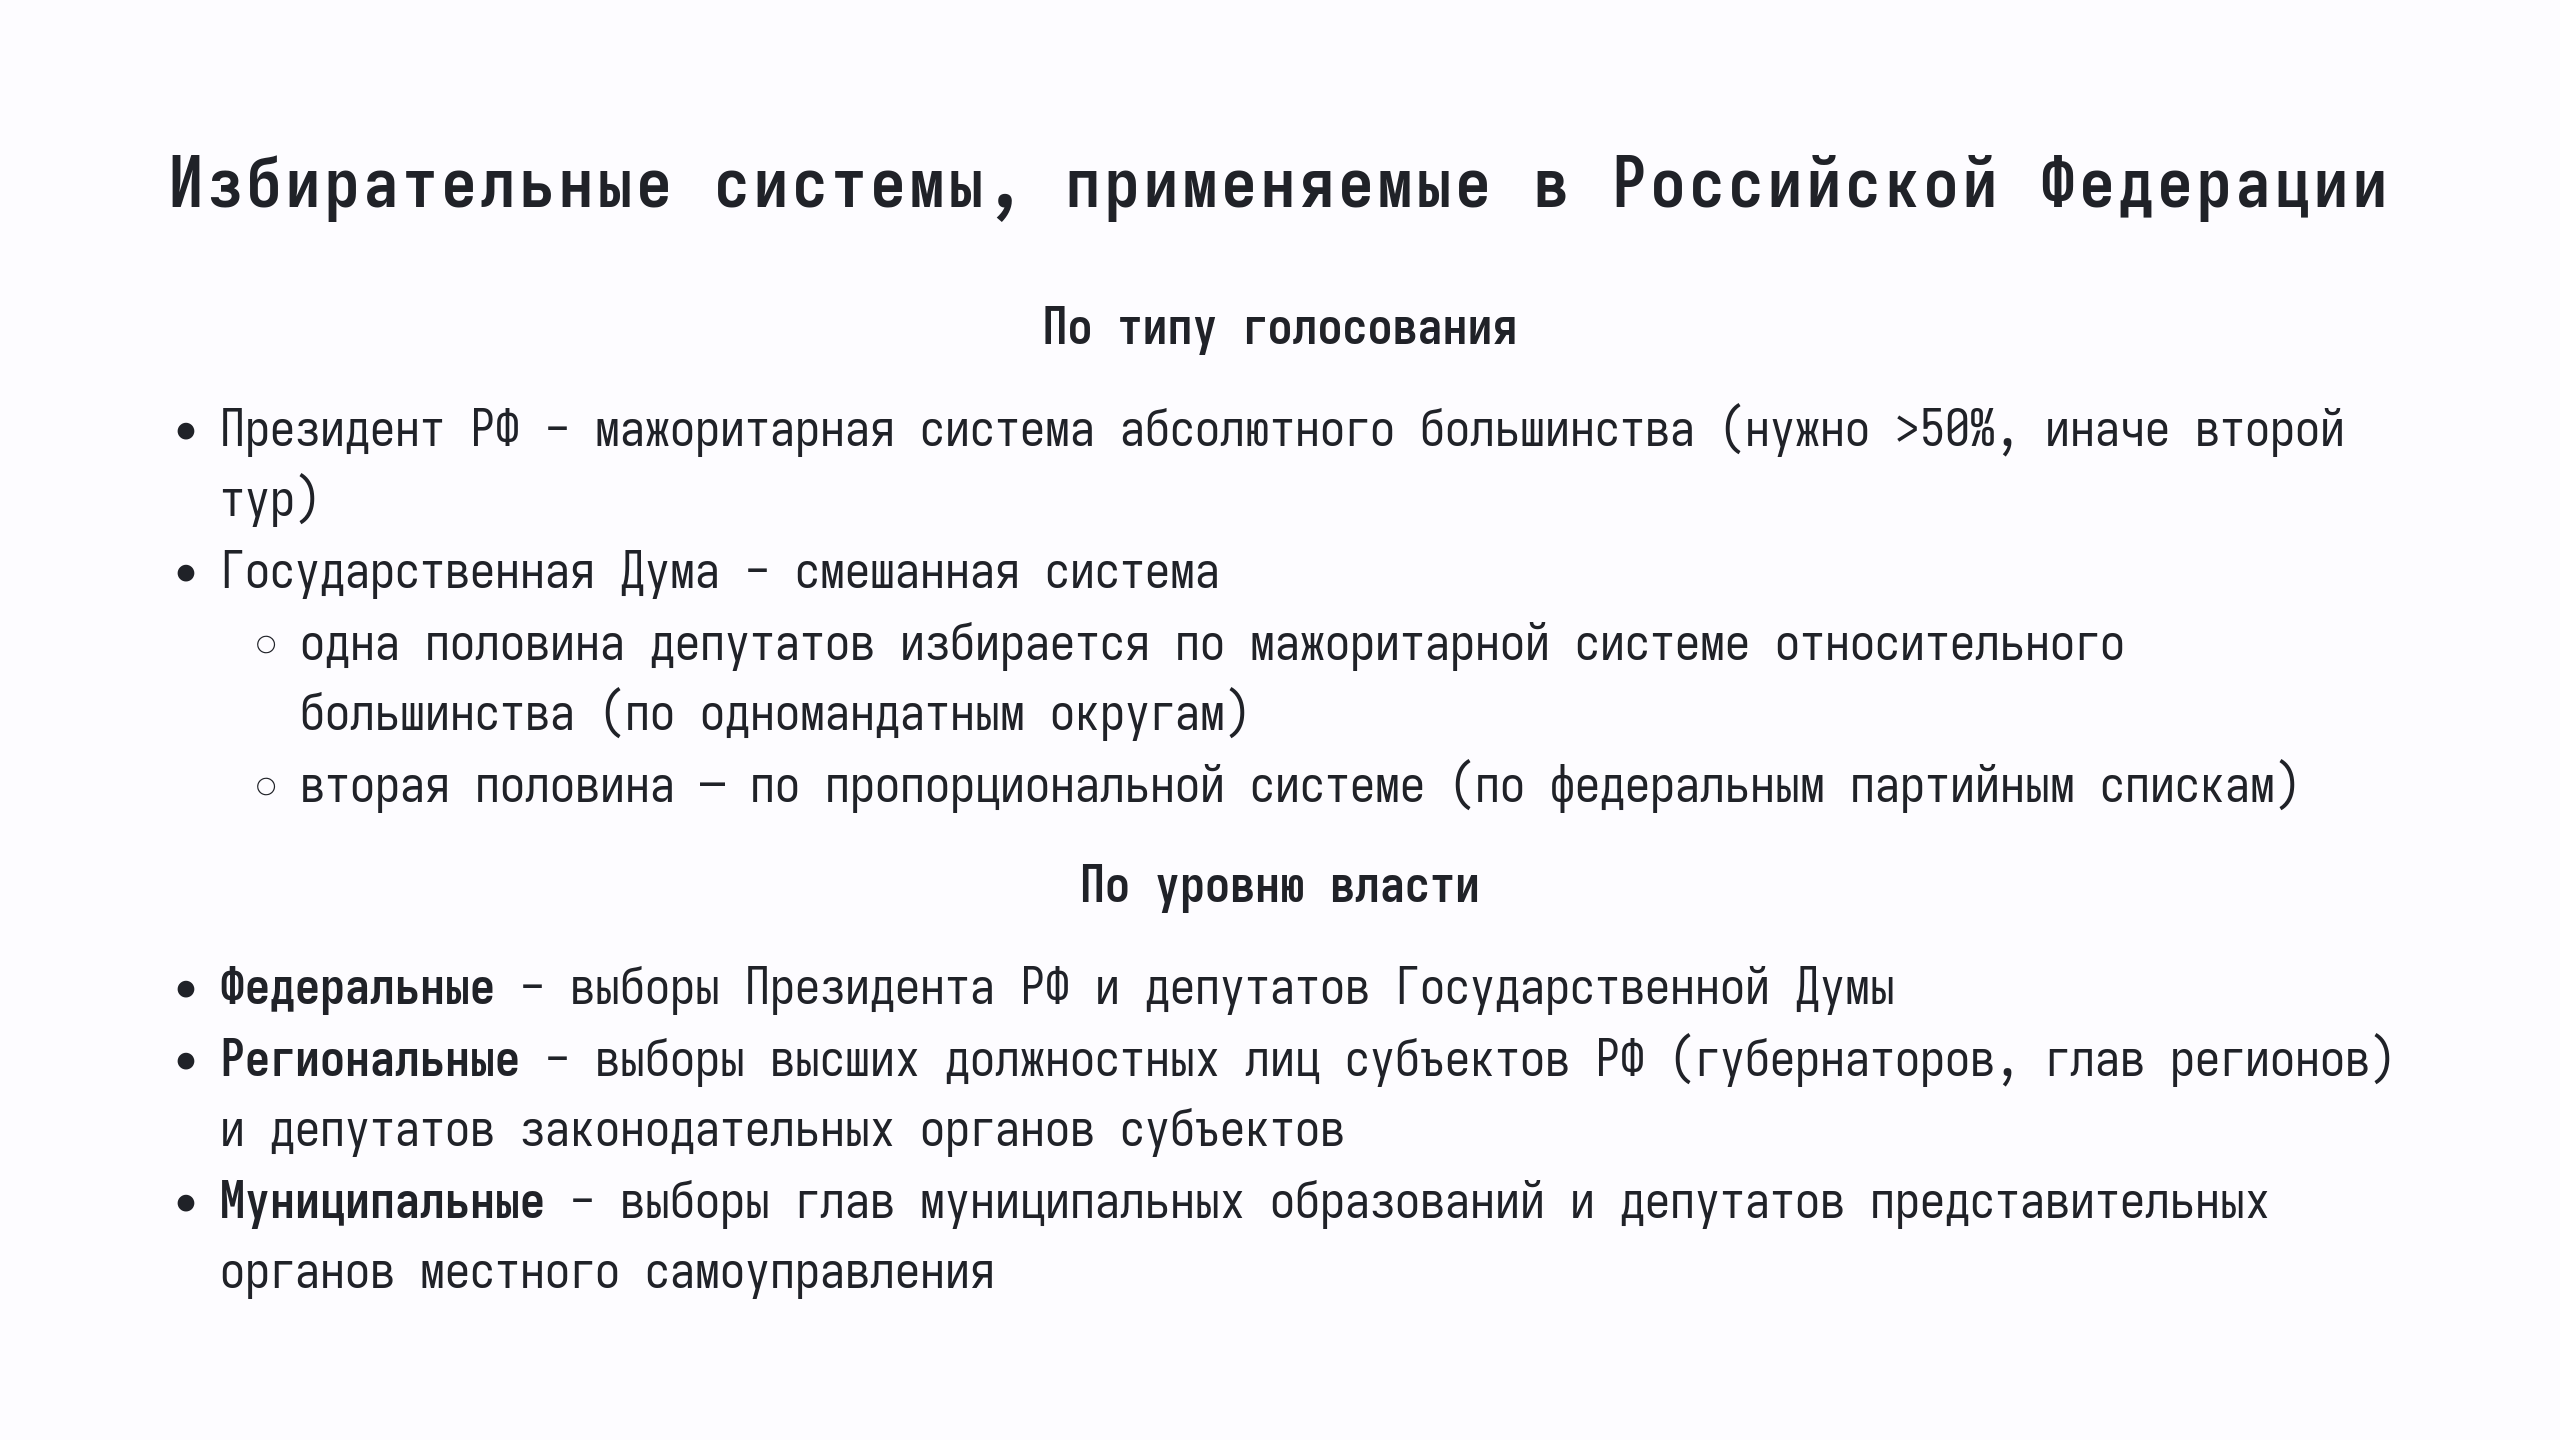 Избирательные системы, применяемые в Российской Федерации
По типу голосования
• Президент РФ – мажоритарная система абсолютного большинства (нужно >50%, иначе второй
тур)
• Государственная Дума – смешанная система
○ одна половина депутатов избирается по мажоритарной системе относительного
большинства (по одномандатным округам)
○ вторая половина — по пропорциональной системе (по федеральным партийным спискам)
По уровню власти
• Федеральные – выборы Президента РФ и депутатов Государственной Думы
• Региональные – выборы высших должностных лиц субъектов РФ (губернаторов, глав регионов)
и депутатов законодательных органов субъектов
• Муниципальные – выборы глав муниципальных образований и депутатов представительных
органов местного самоуправления